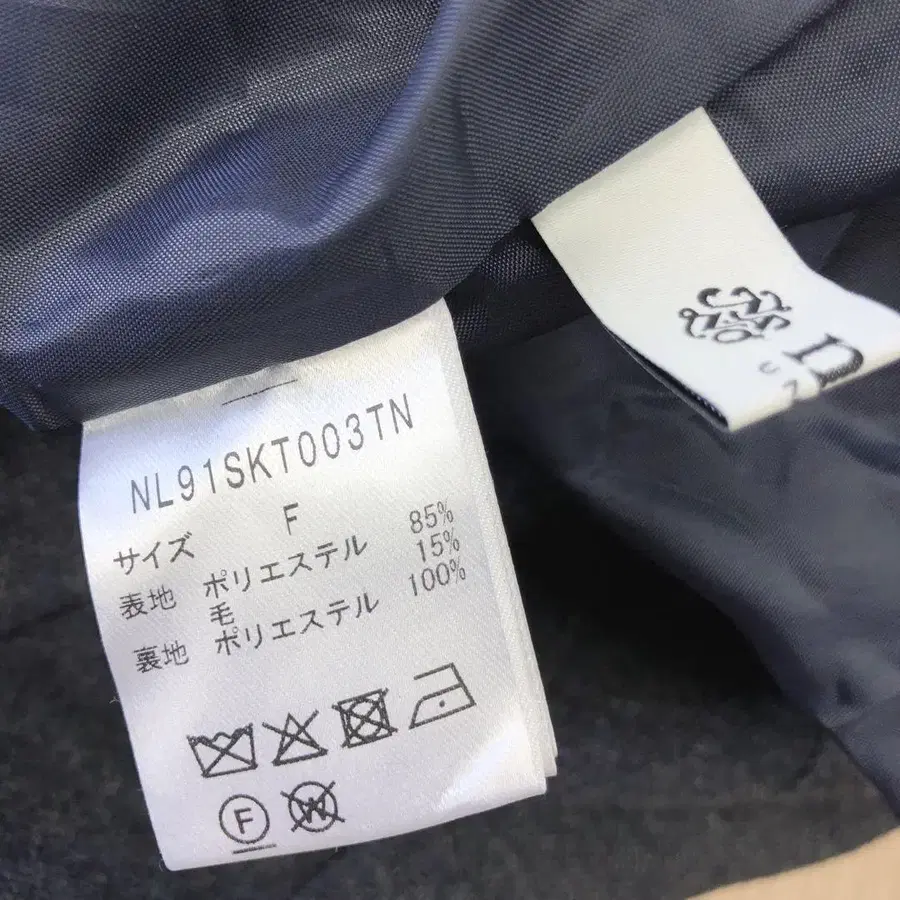 NL91SKT003TN
サイズ F
表地 ポリエステル 85%
毛 15%
裏地 ポリエステル 100%
F
W